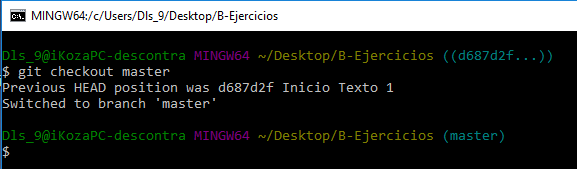 MINGW64:/c/Users/Dls_9/Desktop/B-Ejercicios
Dls_9@iKozaPC-descontra MINGW64 ~/Desktop/B-Ejercicios ((d687d2f...))
$ git checkout master
Previous HEAD position was d687d2f Inicio Texto 1
Switched to branch 'master'
Dls_9@iKozaPC-descontra MINGW64 ~/Desktop/B-Ejercicios (master)
$